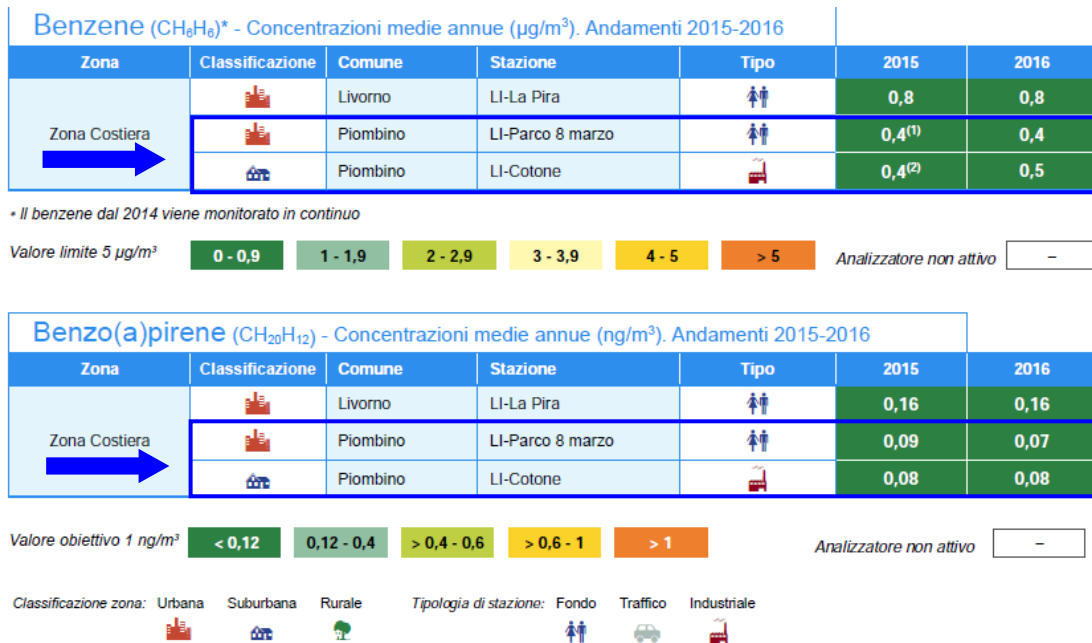 Benzene (CH₆H₆)* - Concentrazioni medie annue (µg/m³). Andamenti 2015-2016
Zona Classificazione Comune Stazione Tipo 2015 2016
Livorno LI-La Pira 0,8 0,8
Zona Costiera Piombino LI-Parco 8 marzo 0,4⁽¹⁾ 0,4
Piombino LI-Cotone 0,4⁽²⁾ 0,5
* Il benzene dal 2014 viene monitorato in continuo
Valore limite 5 µg/m³ 0 - 0,9 1 - 1,9 2 - 2,9 3 - 3,9 4 - 5 > 5 Analizzatore non attivo –
Benzo(a)pirene (CH₂₀H₁₂) - Concentrazioni medie annue (ng/m³). Andamenti 2015-2016
Zona Classificazione Comune Stazione Tipo 2015 2016
Livorno LI-La Pira 0,16 0,16
Zona Costiera Piombino LI-Parco 8 marzo 0,09 0,07
Piombino LI-Cotone 0,08 0,08
Valore obiettivo 1 ng/m³ < 0,12 0,12 - 0,4 > 0,4 - 0,6 > 0,6 - 1 > 1 Analizzatore non attivo –
Classificazione zona: Urbana Suburbana Rurale Tipologia di stazione: Fondo Traffico Industriale